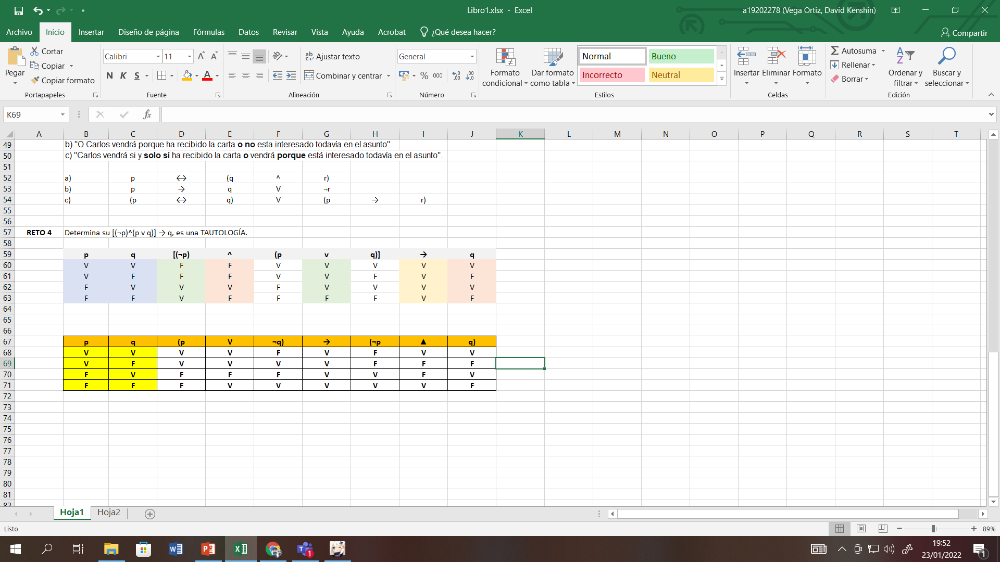 Libro1.xlsx - Excel
a19202278 (Vega Ortiz, David Kenshin)
Archivo Inicio Insertar Diseño de página Fórmulas Datos Revisar Vista Ayuda Acrobat ¿Qué desea hacer? Compartir
Pegar
Cortar
Copiar
Copiar formato
Portapapeles
Calibri 11
N K S
Fuente
Ajustar texto
Combinar y centrar
Alineación
General
% 000
Número
Formato condicional
Dar formato como tabla
Normal Bueno
Incorrecto Neutral
Estilos
Insertar Eliminar Formato
Celdas
Autosuma
Rellenar
Borrar
Ordenar y filtrar
Buscar y seleccionar
Edición
K69 fx
A B C D E F G H I J K L M N O P Q R S T
49 b) "O Carlos vendrá porque ha recibido la carta o no esta interesado todavía en el asunto".
50 c) "Carlos vendrá si y solo sí ha recibido la carta o vendrá porque está interesado todavía en el asunto".
51
52 a) p ↔ (q ^ r)
53 b) p → q V ¬r
54 c) (p ↔ q) V (p → r)
55
56
57 RETO 4 Determina su [(¬p)^(p v q)] → q, es una TAUTOLOGÍA.
58
59 p q [(¬p) ^ (p v q)] → q
60 V V F F V V V V V
61 V F F F V V F V F
62 F V V V F V V V V
63 F F V F F F F V F
64
65
66
67 p q (p V ¬q) → (¬p ▲ q)
68 V V V V F V F V V
69 V F V V V V F F F
70 F V F F F V V F V
71 F F F V V V V V F
72
73
74
75
76
77
78
79
80
81
82
Hoja1 Hoja2
Listo
89%
19:52
23/01/2022
1
1